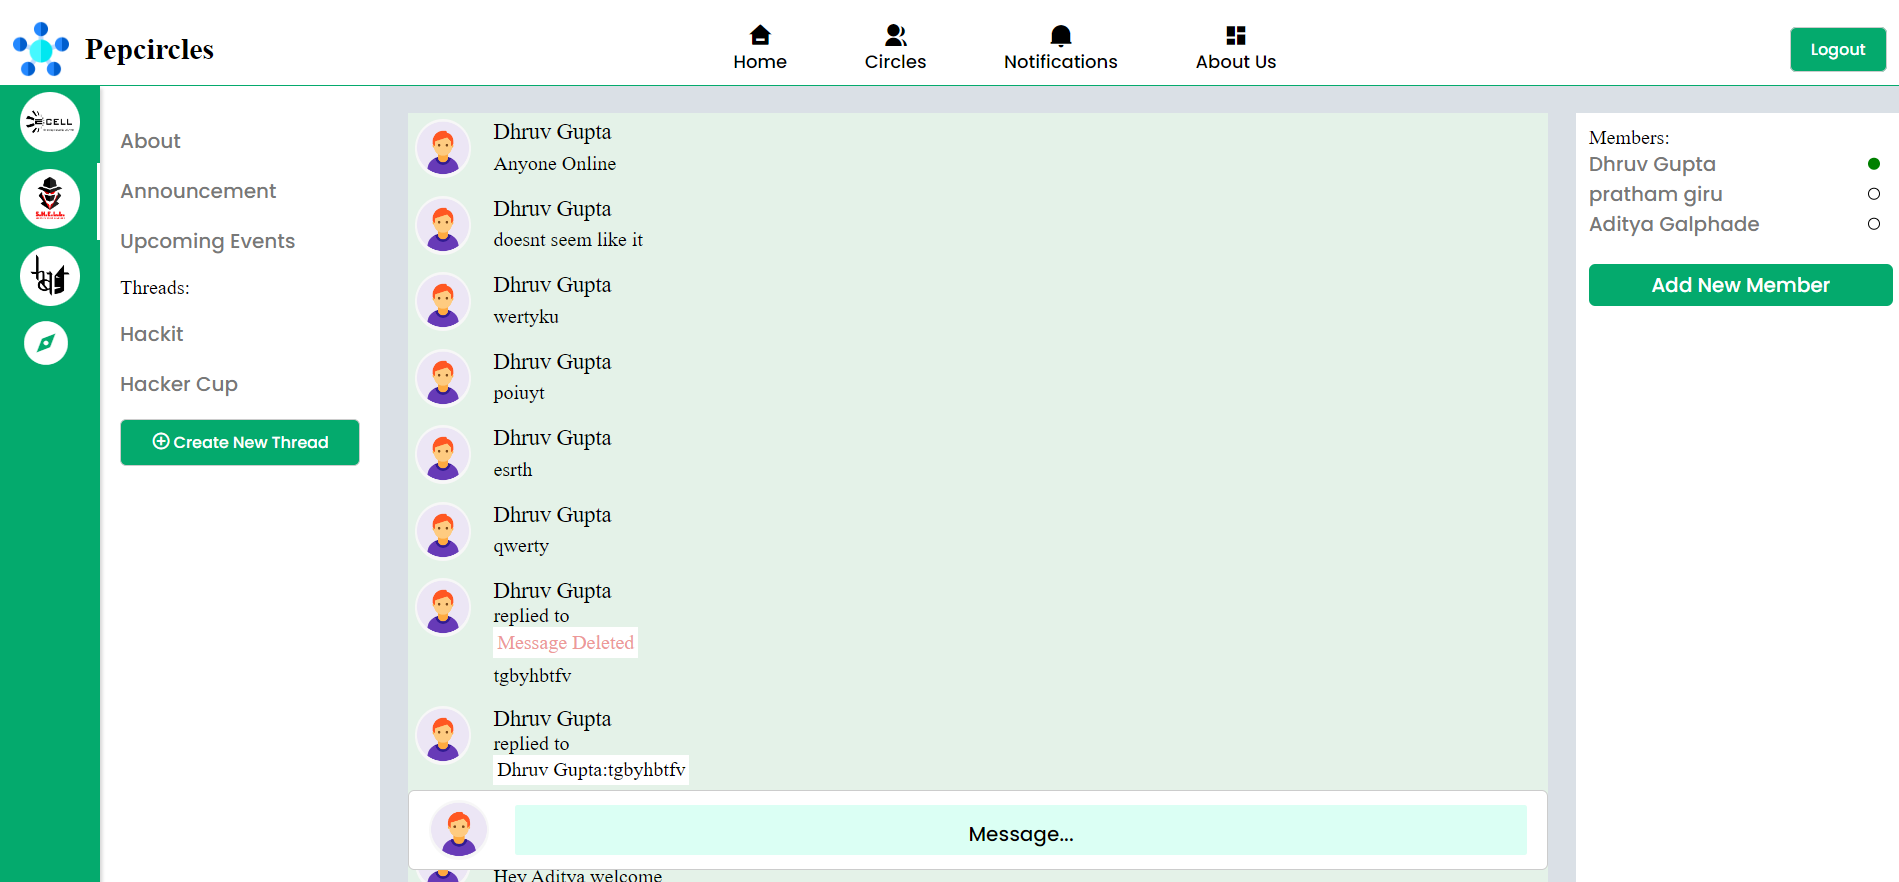 Pepcircles
Home
Circles
Notifications
About Us
Logout
ECELL
S.H.E.L.L.
About
Announcement
Upcoming Events
Threads:
Hackit
Hacker Cup
Create New Thread
Dhruv Gupta
Anyone Online
Dhruv Gupta
doesnt seem like it
Dhruv Gupta
wertyku
Dhruv Gupta
poiuyt
Dhruv Gupta
esrth
Dhruv Gupta
qwerty
Dhruv Gupta
replied to
Message Deleted
tgbyhbtfv
Dhruv Gupta
replied to
Dhruv Gupta:tgbyhbtfv
Message...
Hey Aditya welcome
Members:
Dhruv Gupta
pratham giru
Aditya Galphade
Add New Member